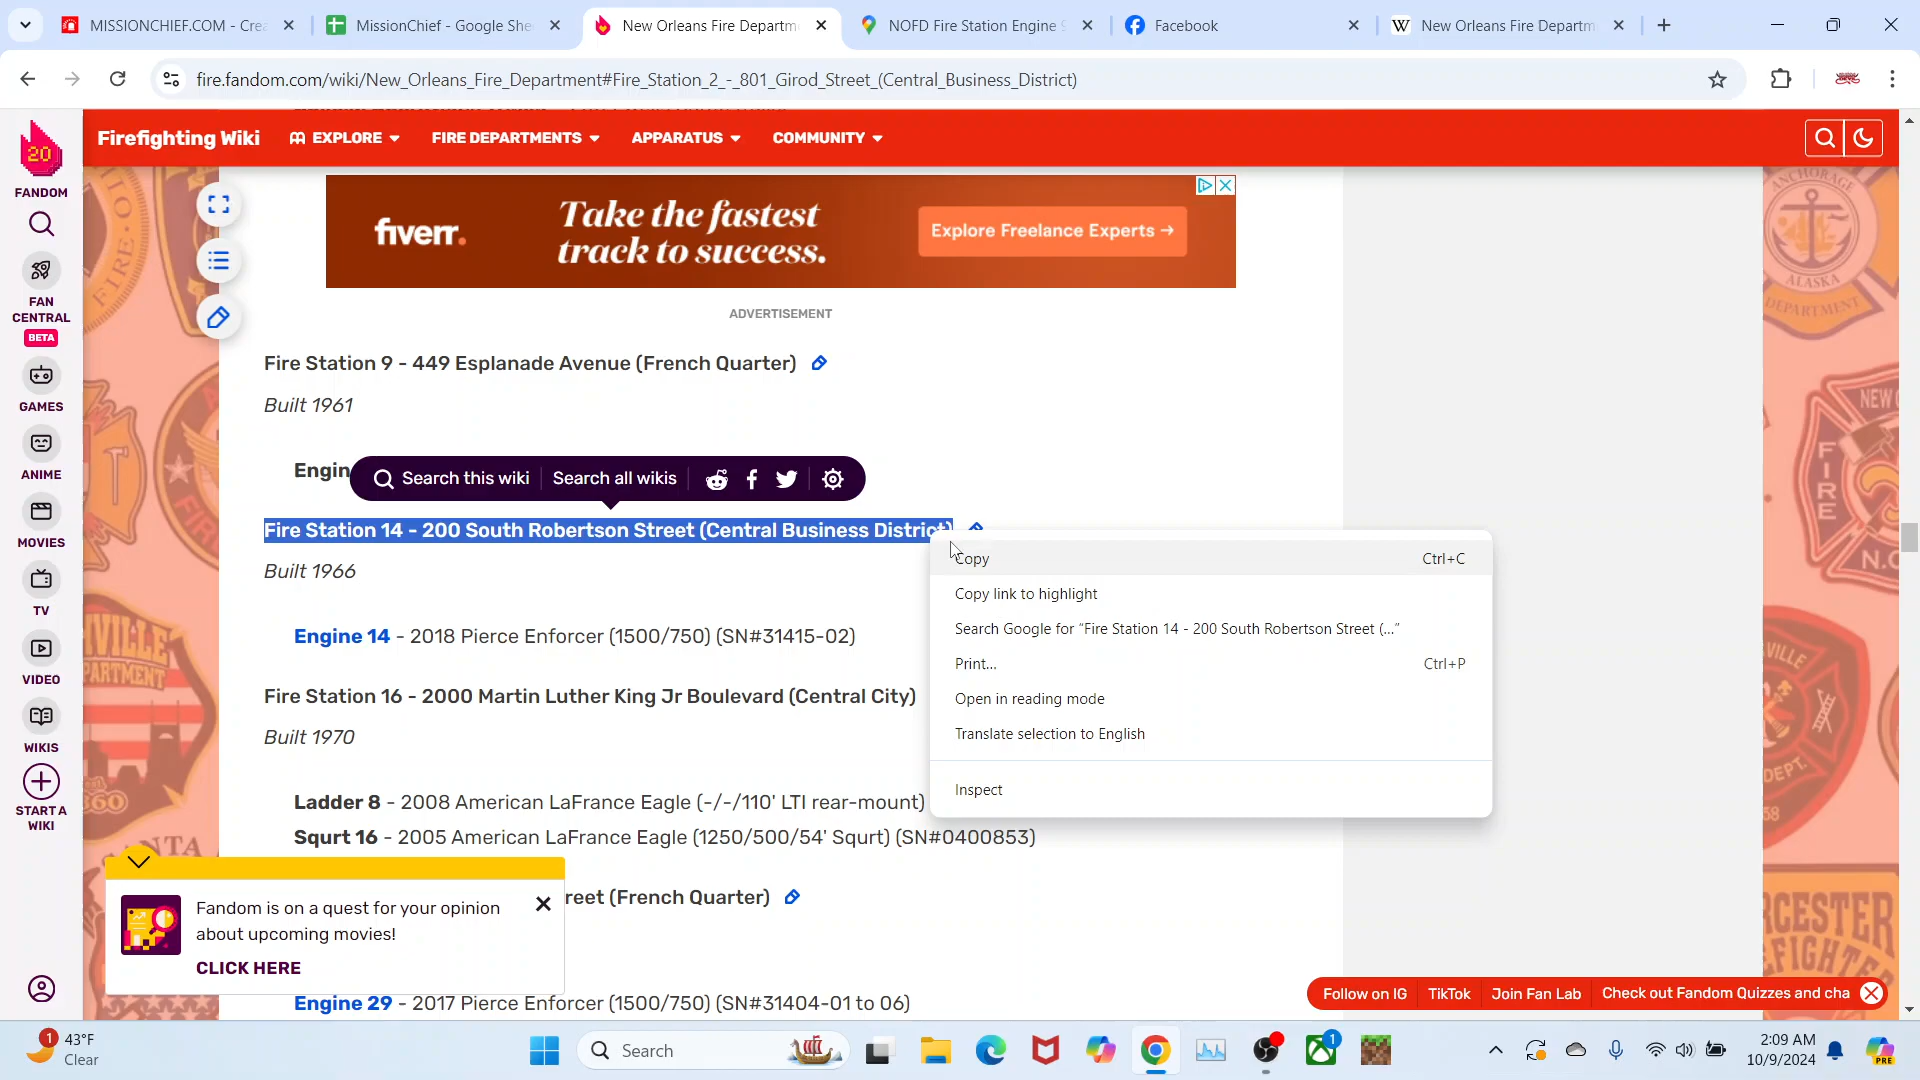 MISSIONCHIEF.COM - Crea
MissionChief - Google She
New Orleans Fire Departm
NOFD Fire Station Engine 9
Facebook
New Orleans Fire Departm
fire.fandom.com/wiki/New_Orleans_Fire_Department#Fire_Station_2_-_801_Girod_Street_(Central_Business_District)
Firefighting Wiki
EXPLORE
FIRE DEPARTMENTS
APPARATUS
COMMUNITY
20
FANDOM
FAN CENTRAL
BETA
GAMES
ANIME
MOVIES
TV
VIDEO
WIKIS
START A
WIKI
fiverr.
Take the fastest
track to success.
Explore Freelance Experts →
ADVERTISEMENT
Fire Station 9 - 449 Esplanade Avenue (French Quarter)
Built 1961
Engin
Search this wiki
Search all wikis
Fire Station 14 - 200 South Robertson Street (Central Business District)
Built 1966
Engine 14 - 2018 Pierce Enforcer (1500/750) (SN#31415-02)
Fire Station 16 - 2000 Martin Luther King Jr Boulevard (Central City)
Built 1970
Ladder 8 - 2008 American LaFrance Eagle (-/-/110' LTI rear-mount)
Squrt 16 - 2005 American LaFrance Eagle (1250/500/54' Squrt) (SN#0400853)
reet (French Quarter)
Engine 29 - 2017 Pierce Enforcer (1500/750) (SN#31404-01 to 06)
Copy Ctrl+C
Copy link to highlight
Search Google for “Fire Station 14 - 200 South Robertson Street (...”
Print... Ctrl+P
Open in reading mode
Translate selection to English
Inspect
Fandom is on a quest for your opinion
about upcoming movies!
CLICK HERE
Follow on IG
TikTok
Join Fan Lab
Check out Fandom Quizzes and cha
1
43°F
Clear
Search
1
2:09 AM
10/9/2024
PRE